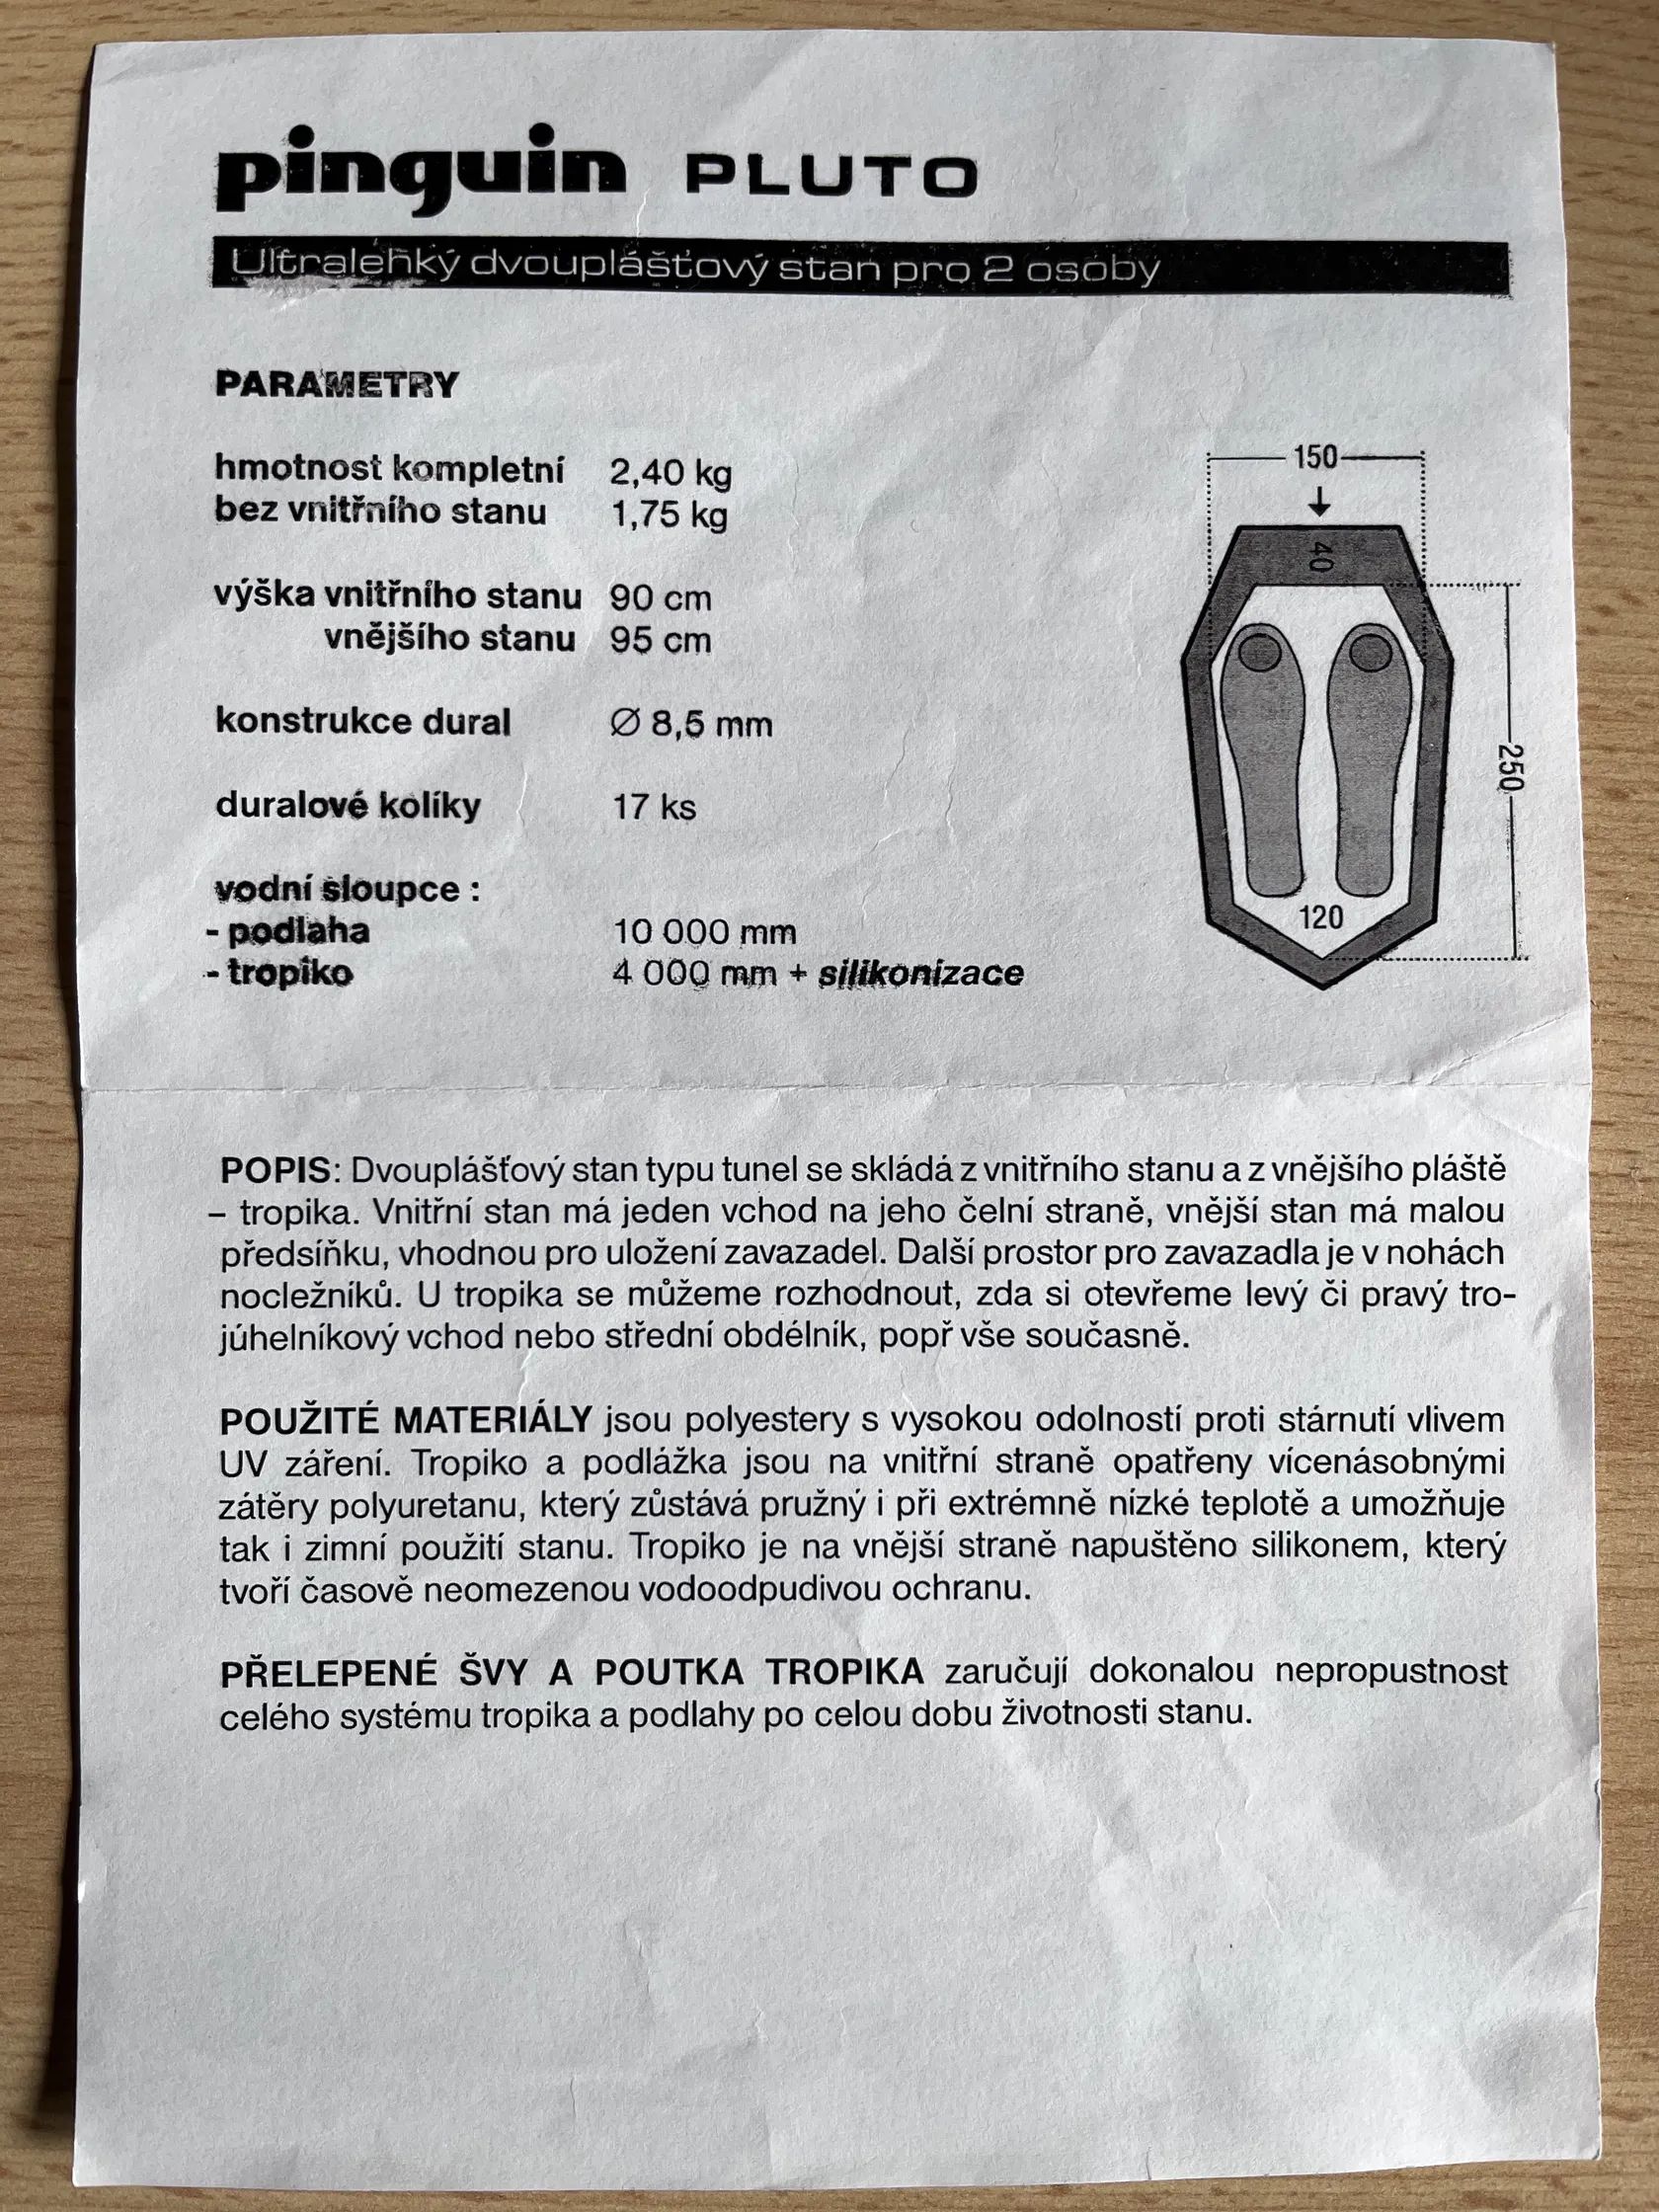 pinguin PLUTO
Ultralehký dvouplášťový stan pro 2 osoby
PARAMETRY
hmotnost kompletní 2,40 kg
bez vnitřního stanu 1,75 kg
výška vnitřního stanu 90 cm
vnějšího stanu 95 cm
konstrukce dural Ø 8,5 mm
duralové kolíky 17 ks
vodní sloupce :
- podlaha 10 000 mm
- tropiko 4 000 mm + silikonizace
150
40
250
120
POPIS: Dvouplášťový stan typu tunel se skládá z vnitřního stanu a z vnějšího pláště
– tropika. Vnitřní stan má jeden vchod na jeho čelní straně, vnější stan má malou
předsíňku, vhodnou pro uložení zavazadel. Další prostor pro zavazadla je v nohách
nocležníků. U tropika se můžeme rozhodnout, zda si otevřeme levý či pravý tro-
júhelníkový vchod nebo střední obdélník, popř vše současně.
POUŽITÉ MATERIÁLY jsou polyestery s vysokou odolností proti stárnutí vlivem
UV záření. Tropiko a podlážka jsou na vnitřní straně opatřeny vícenásobnými
zátěry polyuretanu, který zůstává pružný i při extrémně nízké teplotě a umožňuje
tak i zimní použití stanu. Tropiko je na vnější straně napuštěno silikonem, který
tvoří časově neomezenou vodoodpudivou ochranu.
PŘELEPENÉ ŠVY A POUTKA TROPIKA zaručují dokonalou nepropustnost
celého systému tropika a podlahy po celou dobu životnosti stanu.